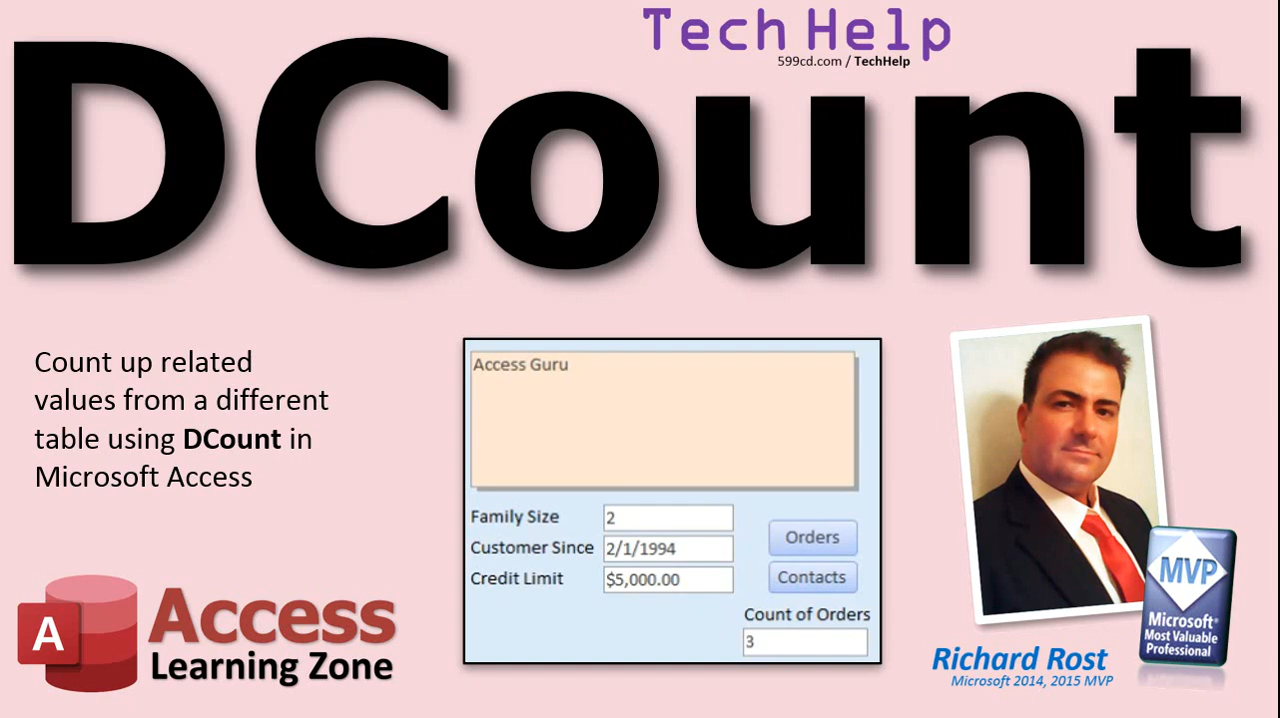 Tech Help
599cd.com / TechHelp
DCount
Count up related
values from a different
table using DCount in
Microsoft Access
Access Guru
Family Size 2
Customer Since 2/1/1994
Credit Limit $5,000.00
Orders
Contacts
Count of Orders
3
A
Access
Learning Zone
MVP
Microsoft®
Most Valuable
Professional
Richard Rost
Microsoft 2014, 2015 MVP